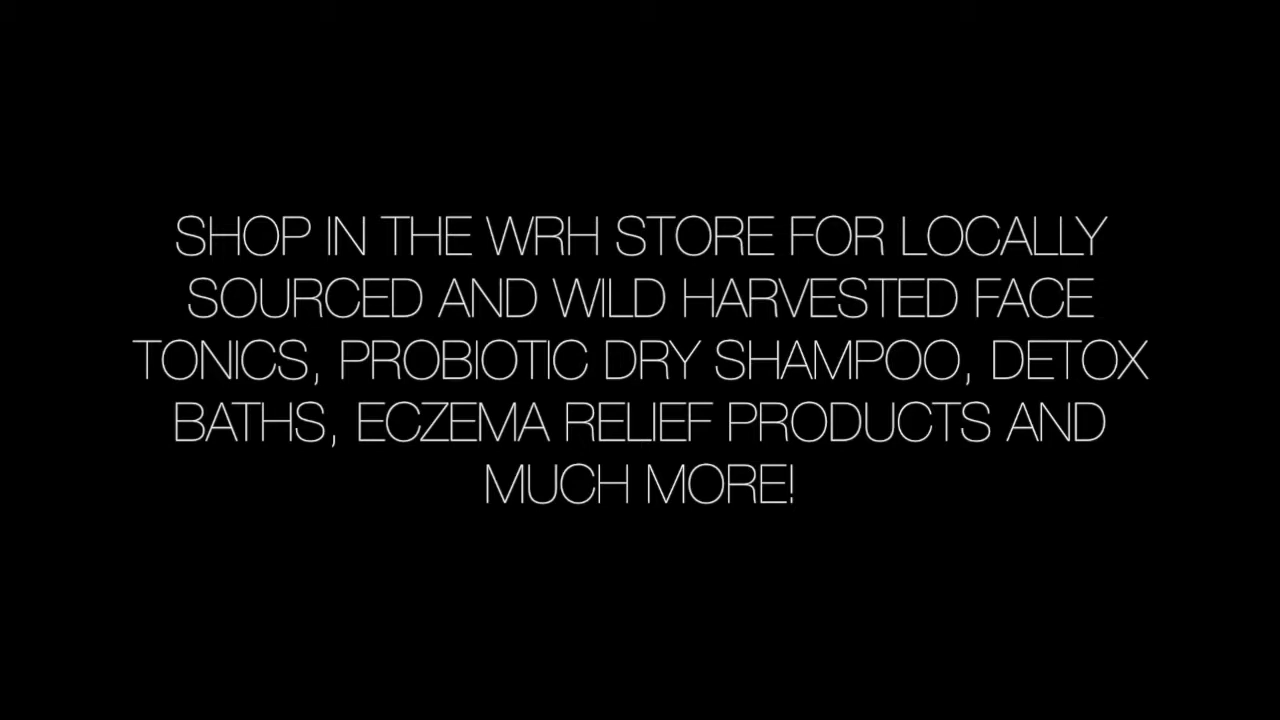 SHOP IN THE WRH STORE FOR LOCALLY
SOURCED AND WILD HARVESTED FACE
TONICS, PROBIOTIC DRY SHAMPOO, DETOX
BATHS, ECZEMA RELIEF PRODUCTS AND
MUCH MORE!